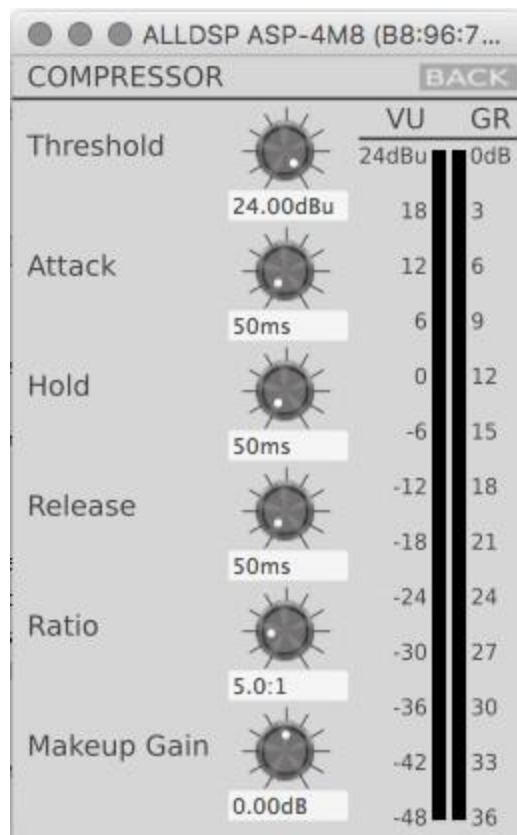 ALLDSP ASP-4M8 (B8:96:7...
COMPRESSOR BACK
VU GR
Threshold
24.00dBu
Attack
50ms
Hold
50ms
Release
50ms
Ratio
5.0:1
Makeup Gain
0.00dB
24dBu 0dB
18 3
12 6
6 9
0 12
-6 15
-12 18
-18 21
-24 24
-30 27
-36 30
-42 33
-48 36